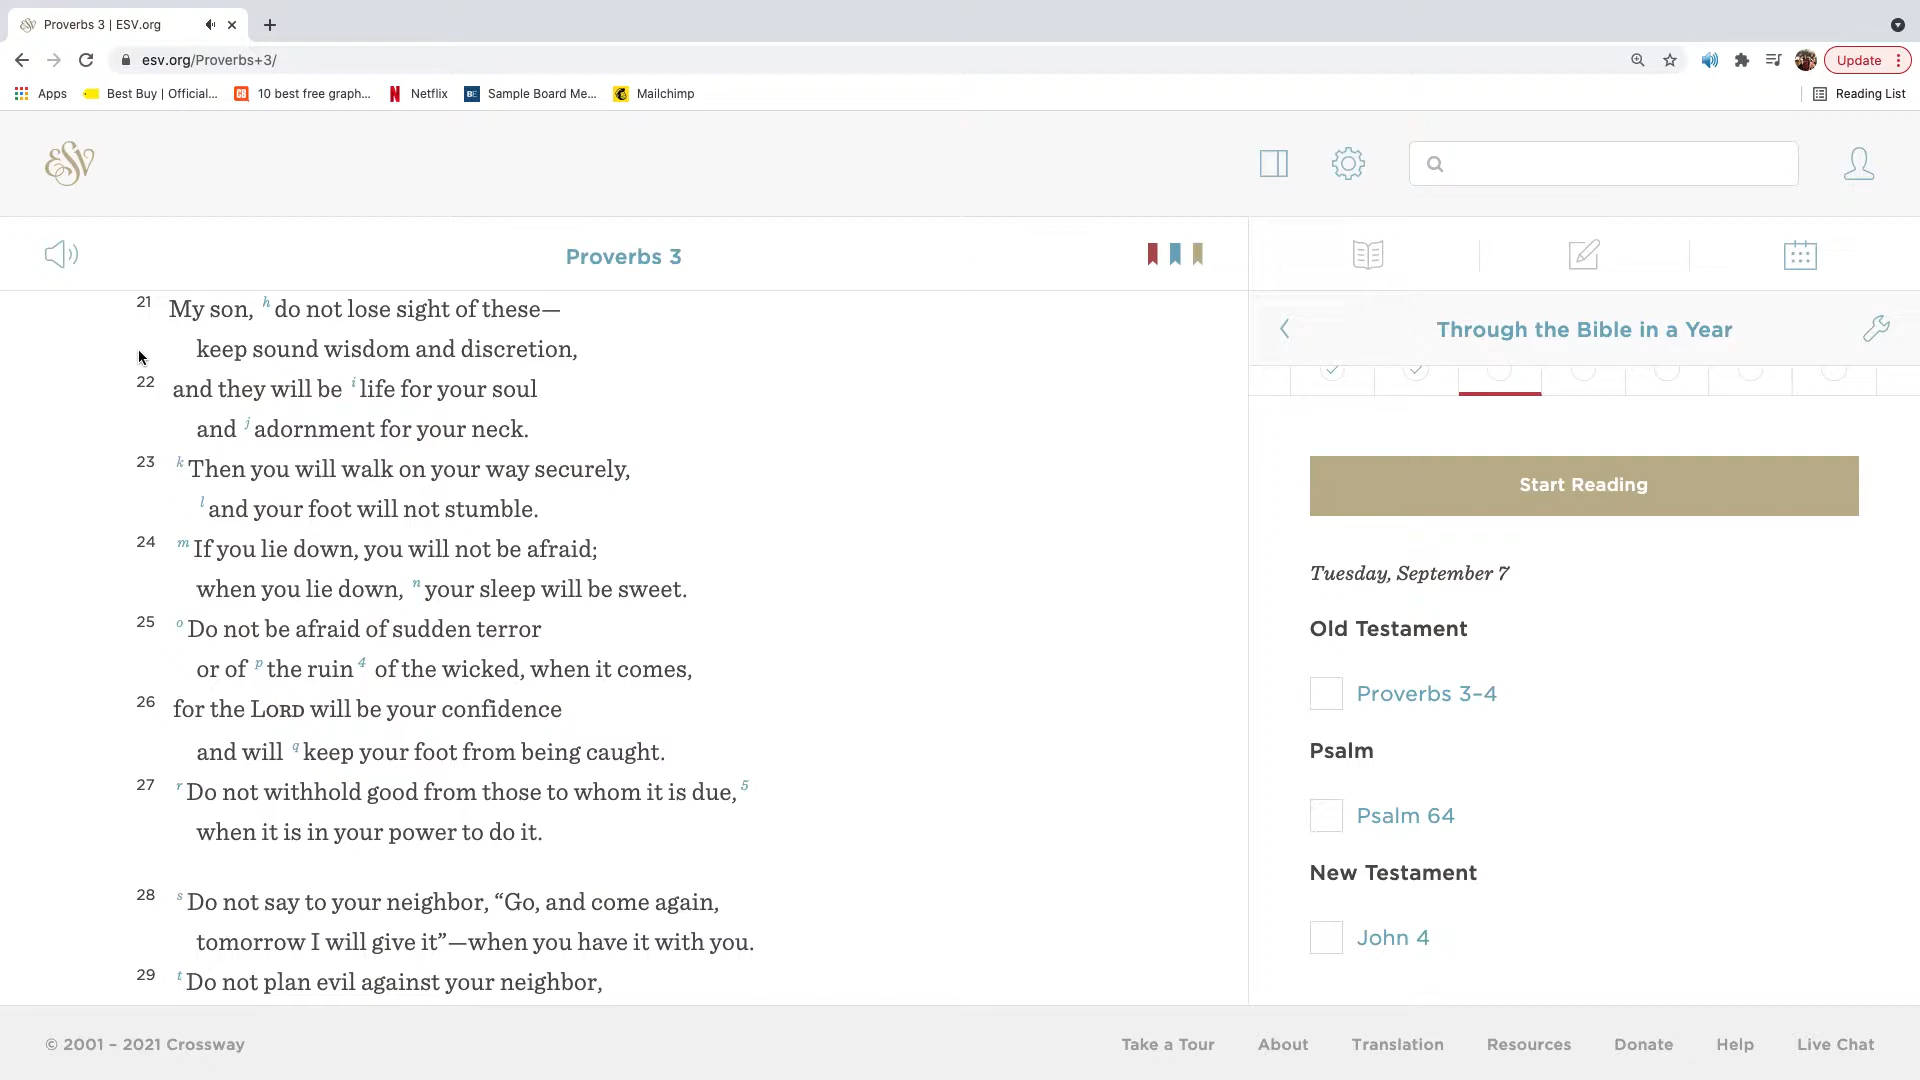 Proverbs 3 | ESV.org
esv.org/Proverbs+3/
Update
Apps
Best Buy | Official...
10 best free graph...
Netflix
Sample Board Me...
Mailchimp
Reading List
ESV
Proverbs 3
21 My son, h do not lose sight of these—
keep sound wisdom and discretion,
22 and they will be i life for your soul
and j adornment for your neck.
23 k Then you will walk on your way securely,
l and your foot will not stumble.
24 m If you lie down, you will not be afraid;
when you lie down, n your sleep will be sweet.
25 o Do not be afraid of sudden terror
or of p the ruin 4 of the wicked, when it comes,
26 for the LORD will be your confidence
and will q keep your foot from being caught.
27 r Do not withhold good from those to whom it is due, 5
when it is in your power to do it.
28 s Do not say to your neighbor, “Go, and come again,
tomorrow I will give it”—when you have it with you.
29 t Do not plan evil against your neighbor,
Through the Bible in a Year
Start Reading
Tuesday, September 7
Old Testament
Proverbs 3–4
Psalm
Psalm 64
New Testament
John 4
© 2001 – 2021 Crossway
Take a Tour
About
Translation
Resources
Donate
Help
Live Chat